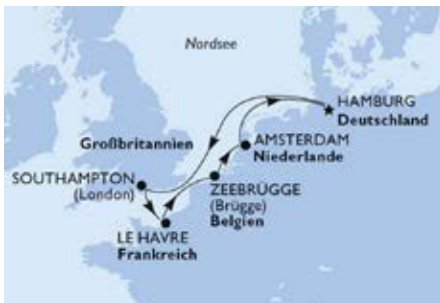 Nordsee
HAMBURG
Deutschland
Großbritannien
AMSTERDAM
Niederlande
SOUTHAMPTON
(London)
ZEEBRÜGGE
(Brügge)
Belgien
LE HAVRE
Frankreich